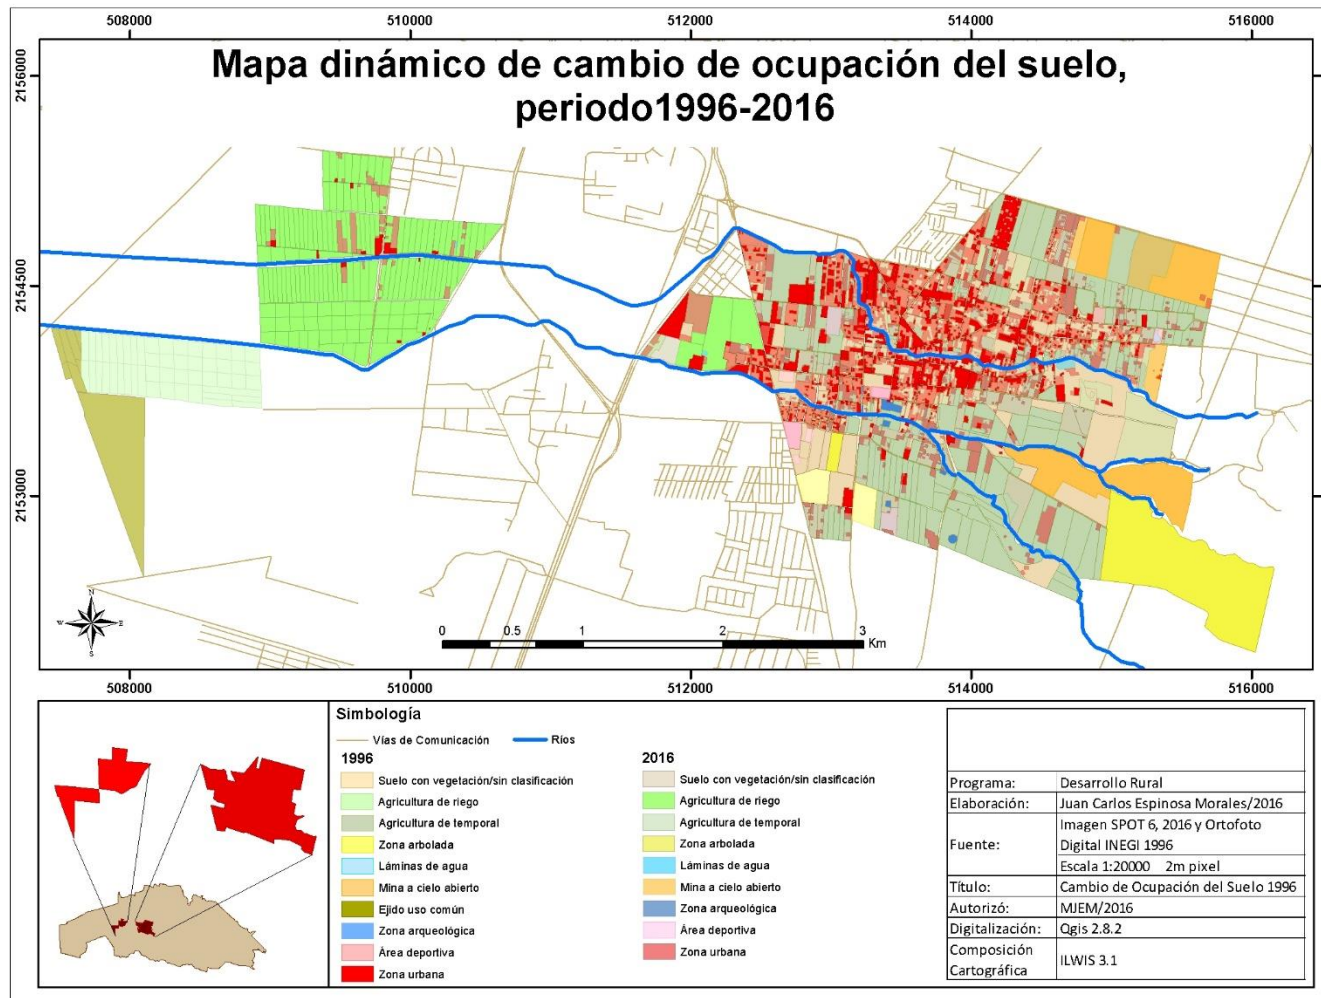 508000 510000 512000 514000 516000
Mapa dinámico de cambio de ocupación del suelo,
periodo1996-2016
2156000
2154500
2153000
N
W E
S
0 0.5 1 2 3
Km
508000 510000 512000 514000 516000
Simbología
Vías de Comunicación Ríos
1996
Suelo con vegetación/sin clasificación
Agricultura de riego
Agricultura de temporal
Zona arbolada
Láminas de agua
Mina a cielo abierto
Ejido uso común
Zona arqueológica
Área deportiva
Zona urbana
2016
Suelo con vegetación/sin clasificación
Agricultura de riego
Agricultura de temporal
Zona arbolada
Láminas de agua
Mina a cielo abierto
Zona arqueológica
Área deportiva
Zona urbana
Programa: Desarrollo Rural
Elaboración: Juan Carlos Espinosa Morales/2016
Fuente: Imagen SPOT 6, 2016 y Ortofoto
Digital INEGI 1996
Escala 1:20000 2m pixel
Título: Cambio de Ocupación del Suelo 1996
Autorizó: MJEM/2016
Digitalización: Qgis 2.8.2
Composición
Cartográfica ILWIS 3.1